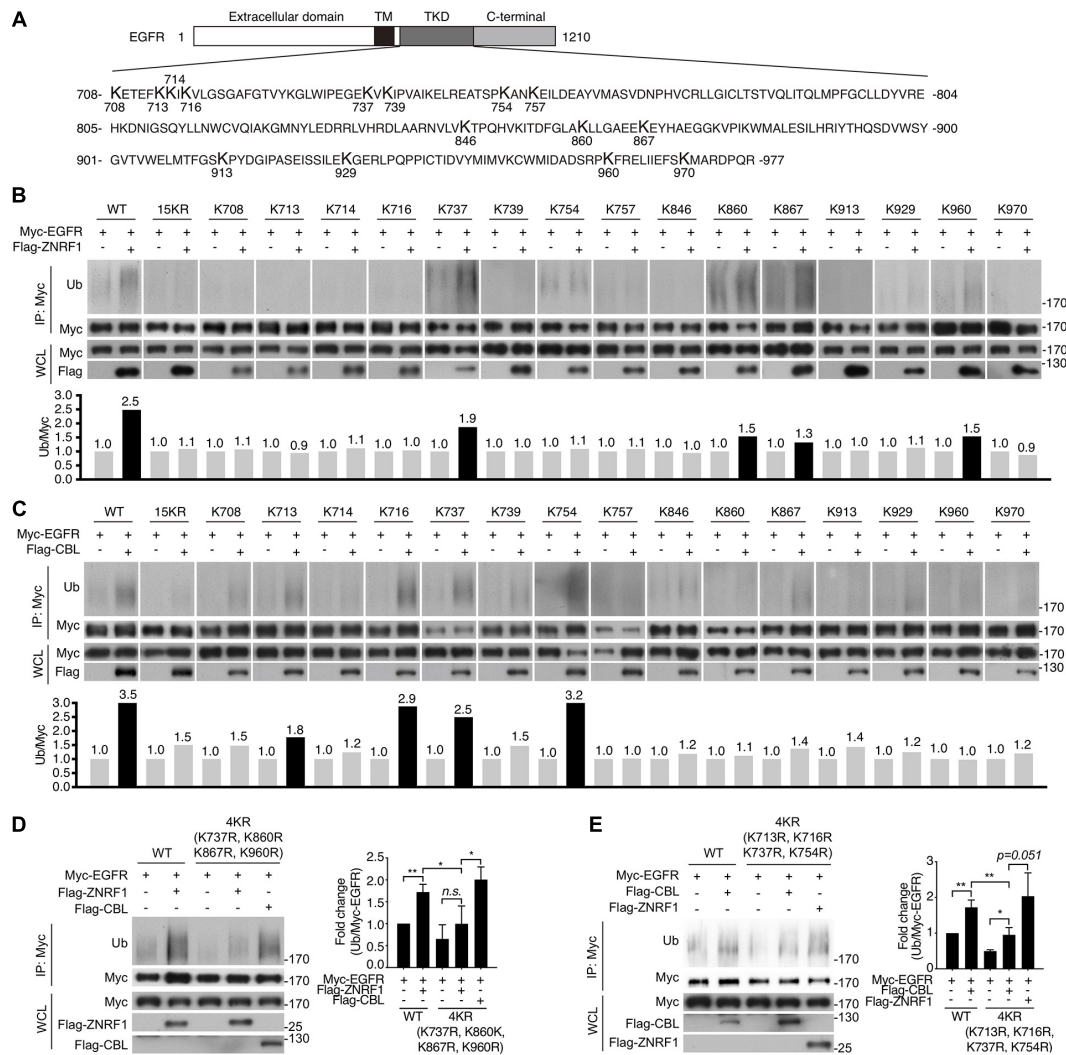 A
Extracellular domain TM TKD C-terminal
EGFR 1 1210
714
708- KETEFKKIKVLGSGAFGTVYKGLWIPEGEKVKIPVAIKELREATSPKANKEILDEAYVMASVDNPHVCRLLGICLTSTVQLITQLMPFGCLLDYVRE -804
708 713 716 737 739 754 757
805- HKDNIGSQYLLNWCVQIAKGMNYLEDRRLVHRDLAARNVLVKTPQHVKITDFGLAKLLGAEEKEYHAEGGKVPIKWMALESILHRIYTHQSDVWSY -900
846 860 867
901- GVTVWELMTFGSKPYDGIPASEISSILEKGERLPQPPICTIDVYMIMVKCWMIDADSRPKFRELIIEFSKMARDPQR -977
913 929 960 970
B
WT 15KR K708 K713 K714 K716 K737 K739 K754 K757 K846 K860 K867 K913 K929 K960 K970
Myc-EGFR + + + + + + + + + + + + + + + + + + + + + + + + + + + + + + + + + +
Flag-ZNRF1 - + - + - + - + - + - + - + - + - + - + - + - + - + - + - + - + - +
IP: Myc
Ub
-170
Myc -170
WCL
Myc -170
-130
Flag
Ub/Myc
3.0
2.5
2.0
1.5
1.0
0.5
0.0
1.0 2.5 1.0 1.1 1.0 1.1 1.0 0.9 1.0 1.1 1.0 1.0 1.0 1.9 1.0 1.0 1.0 1.1 1.0 1.1 1.0 1.0 1.0 1.5 1.0 1.3 1.0 1.0 1.0 1.1 1.0 1.5 1.0 0.9
C
WT 15KR K708 K713 K714 K716 K737 K739 K754 K757 K846 K860 K867 K913 K929 K960 K970
Myc-EGFR + + + + + + + + + + + + + + + + + + + + + + + + + + + + + + + + + +
Flag-CBL - + - + - + - + - + - + - + - + - + - + - + - + - + - + - + - + - +
IP: Myc
Ub
-170
Myc -170
WCL
Myc -170
-130
Flag
Ub/Myc
3.0
2.5
2.0
1.5
1.0
0.5
0.0
1.0 3.5 1.0 1.5 1.0 1.5 1.0 1.8 1.0 1.2 1.0 2.9 1.0 2.5 1.0 1.5 1.0 3.2 1.0 1.0 1.0 1.2 1.0 1.1 1.0 1.4 1.0 1.4 1.0 1.2 1.0 1.0 1.0 1.2
D
4KR
(K737R, K860R
WT K867R, K960R)
Myc-EGFR + + + + +
Flag-ZNRF1 - + - + -
Flag-CBL - - - - +
IP: Myc
Ub
-170
Myc -170
WCL
Myc -170
Flag-ZNRF1 -25
-130
Flag-CBL
Fold change
(Ub/Myc-EGFR)
2.5
2.0
1.5
1.0
0.5
0.0
** * n.s. *
Myc-EGFR + + + + +
Flag-ZNRF1 - + - + -
Flag-CBL - - - - +
WT 4KR
(K737R, K860K,
K867R, K960R)
E
4KR
(K713R, K716R
WT K737R, K754R)
Myc-EGFR + + + + +
Flag-CBL - + - + -
Flag-ZNRF1 - - - - +
IP: Myc
Ub
-170
Myc -170
WCL
Myc -170
-130
Flag-CBL
Flag-ZNRF1 -25
Fold change
(Ub/Myc-EGFR)
3
2
1
0
** ** * p=0.051
Myc-EGFR + + + + +
Flag-CBL - + - + -
Flag-ZNRF1 - - - - +
WT 4KR
(K713R, K716R,
K737R, K754R)